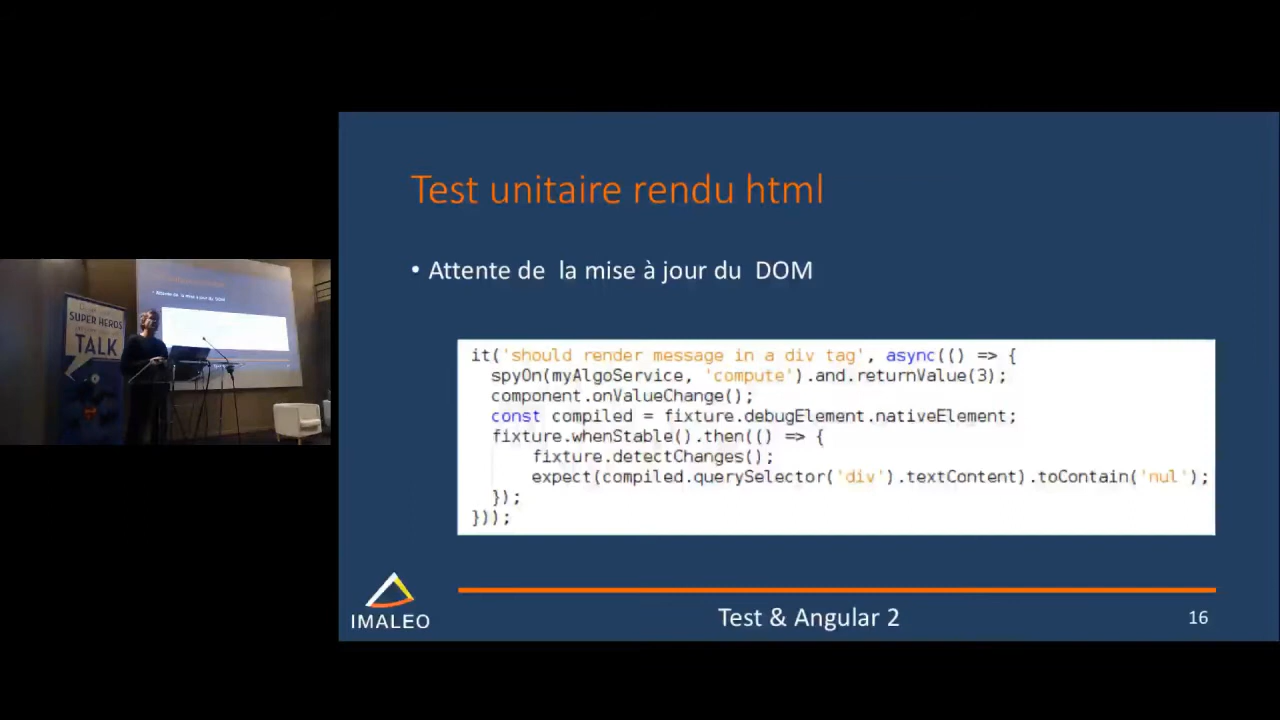 Test unitaire rendu html
• Attente de la mise à jour du DOM
it('should render message in a div tag', async(() => {
spyOn(myAlgoService, 'compute').and.returnValue(3);
component.onValueChange();
const compiled = fixture.debugElement.nativeElement;
fixture.whenStable().then(() => {
fixture.detectChanges();
expect(compiled.querySelector('div').textContent).toContain('nul');
});
}));
IMALEO
Test & Angular 2
16
SUPER HEROS
TALK